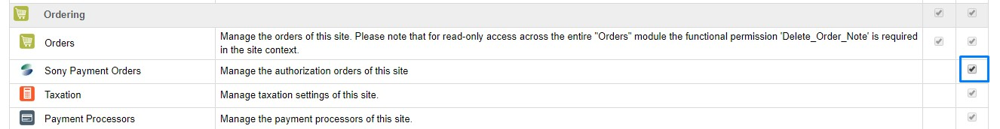 Ordering
Orders
Manage the orders of this site. Please note that for read-only access across the entire "Orders" module the functional permission 'Delete_Order_Note' is required
in the site context.
Sony Payment Orders
Manage the authorization orders of this site
Taxation
Manage taxation settings of this site.
Payment Processors
Manage the payment processors of this site.